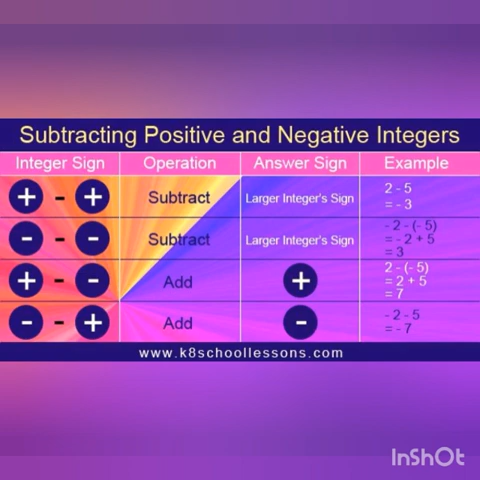 Subtracting Positive and Negative Integers
Integer Sign Operation Answer Sign Example
+ - + Subtract Larger Integer's Sign 2 - 5
= - 3
- - - Subtract Larger Integer's Sign - 2 - (- 5)
= - 2 + 5
= 3
+ - - Add + 2 - (- 5)
= 2 + 5
= 7
- - + Add - - 2 - 5
= - 7
www.k8schoollessons.com
InShOt